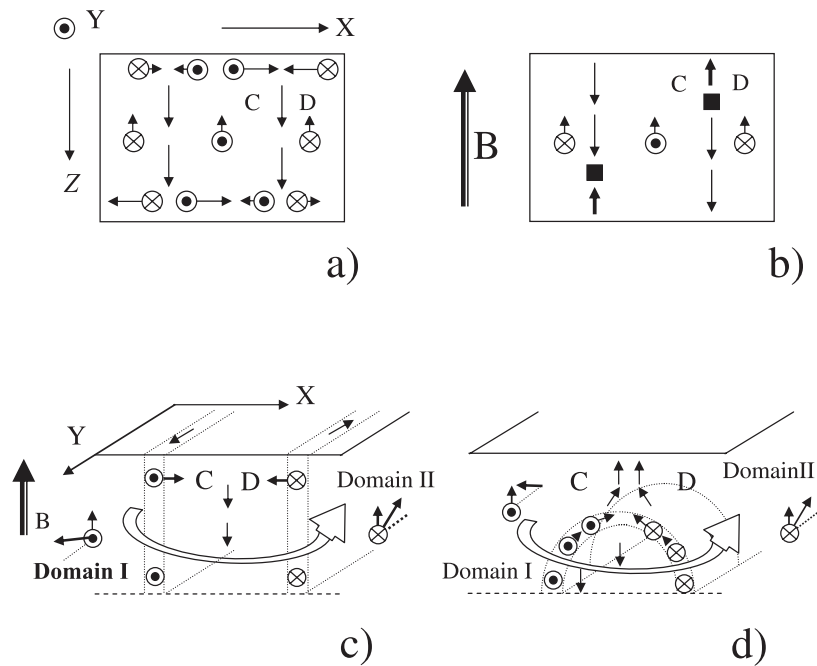 Y
X
Z
C D
a)
B
C D
b)
X
Y
B
C D
Domain II
Domain I
c)
C D
DomainII
Domain I
d)